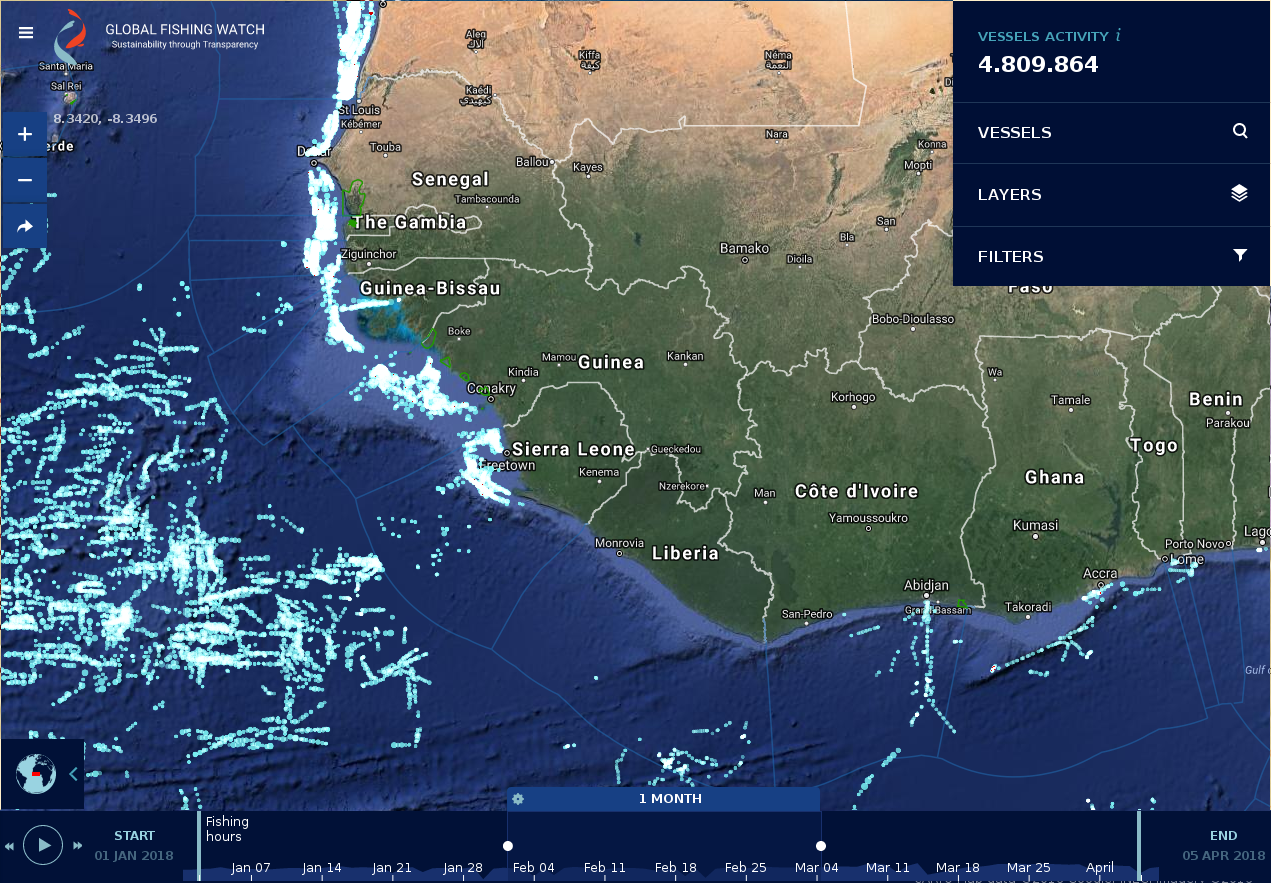 GLOBAL FISHING WATCH
Sustainability through Transparency
VESSELS ACTIVITY i
4.809.864
VESSELS
LAYERS
FILTERS
Santa Maria
Sal Rei
8.3420, -8.3496
+
−
Aleg
Kiffa
كيفة
Néma
النعمة
Kaédi
كيهيدي
St Louis
Kébémer
Touba
Ballou
Kayes
Nara
Konna
Mopti
Senegal
Tambacounda
The Gambia
Ziguinchor
Bamako
Bla
San
Dioila
Guinea-Bissau
Boke
Bobo-Dioulasso
Mamou
Guinea
Kankan
Kindia
Conakry
Korhogo
Wa
Tamale
Benin
Parakou
Togo
Sierra Leone
Gueckedou
Freetown
Kenema
Nzerekore
Man
Côte d'Ivoire
Yamoussoukro
Ghana
Kumasi
Monrovia
Liberia
Porto Novo
Lome
Accra
Abidjan
Grand Bassam
Takoradi
San-Pedro
Gulf
1 MONTH
START
01 JAN 2018
Fishing
hours
Jan 07
Jan 14
Jan 21
Jan 28
Feb 04
Feb 11
Feb 18
Feb 25
Mar 04
Mar 11
Mar 18
Mar 25
April
END
05 APR 2018